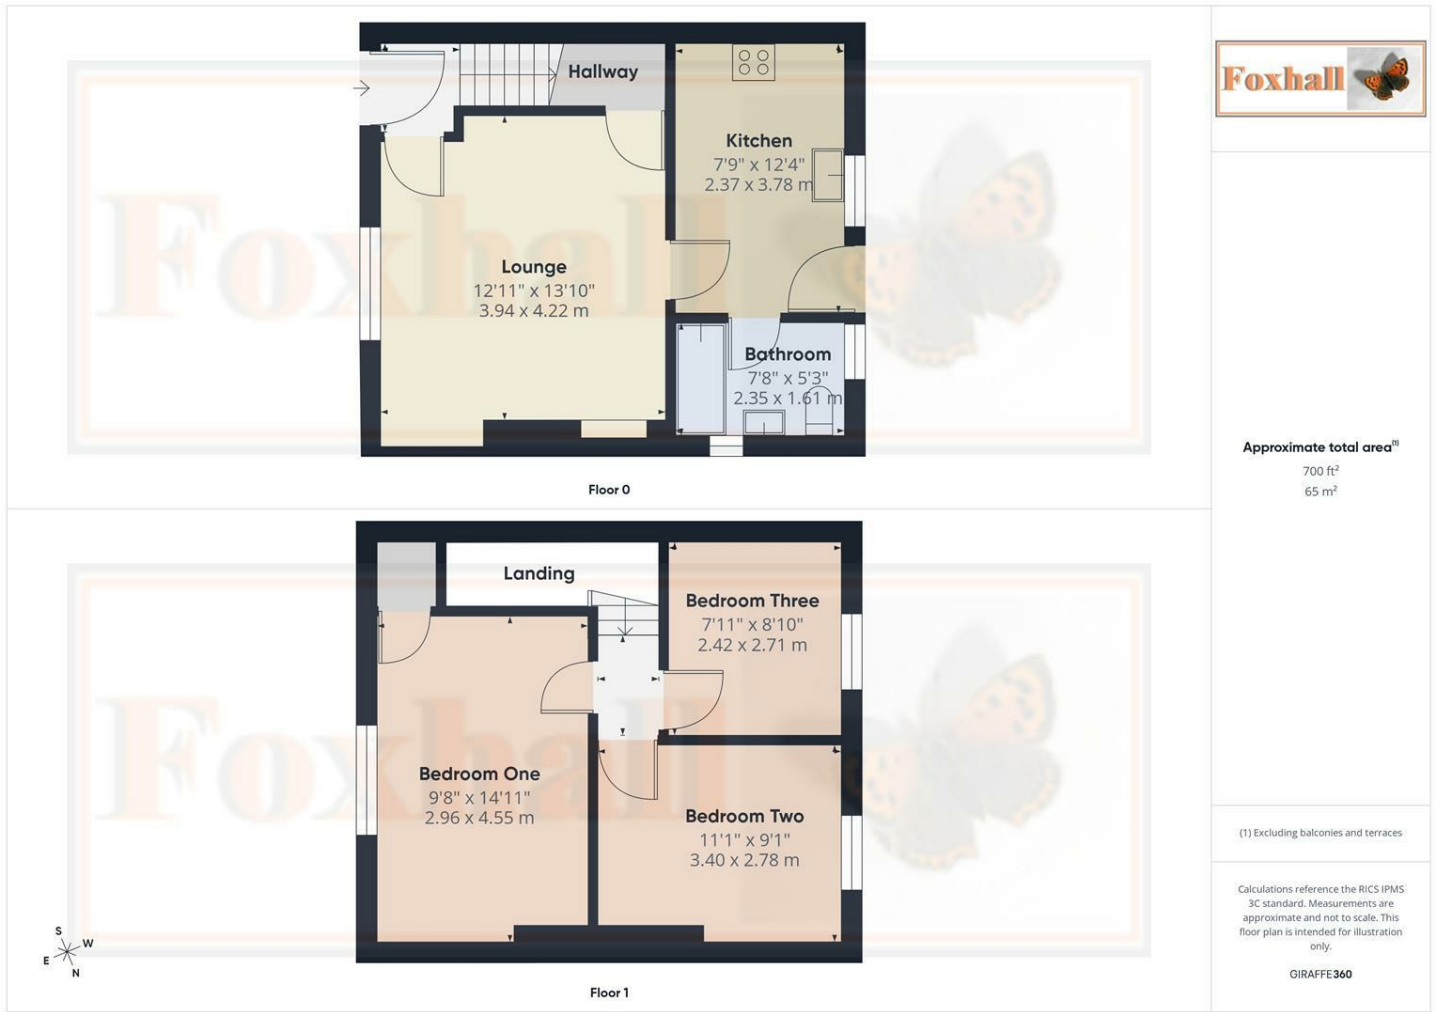 Hallway
Kitchen
7'9" x 12'4"
2.37 x 3.78 m
Lounge
12'11" x 13'10"
3.94 x 4.22 m
Bathroom
7'8" x 5'3"
2.35 x 1.61 m
Foxhall
Floor 0
Landing
Bedroom Three
7'11" x 8'10"
2.42 x 2.71 m
Bedroom One
9'8" x 14'11"
2.96 x 4.55 m
Bedroom Two
11'1" x 9'1"
3.40 x 2.78 m
Foxhall
S
W
E
N
Floor 1
Foxhall
Approximate total area⁽¹⁾
700 ft²
65 m²
(1) Excluding balconies and terraces
Calculations reference the RICS IPMS
3C standard. Measurements are
approximate and not to scale. This
floor plan is intended for illustration
only.
GIRAFFE360